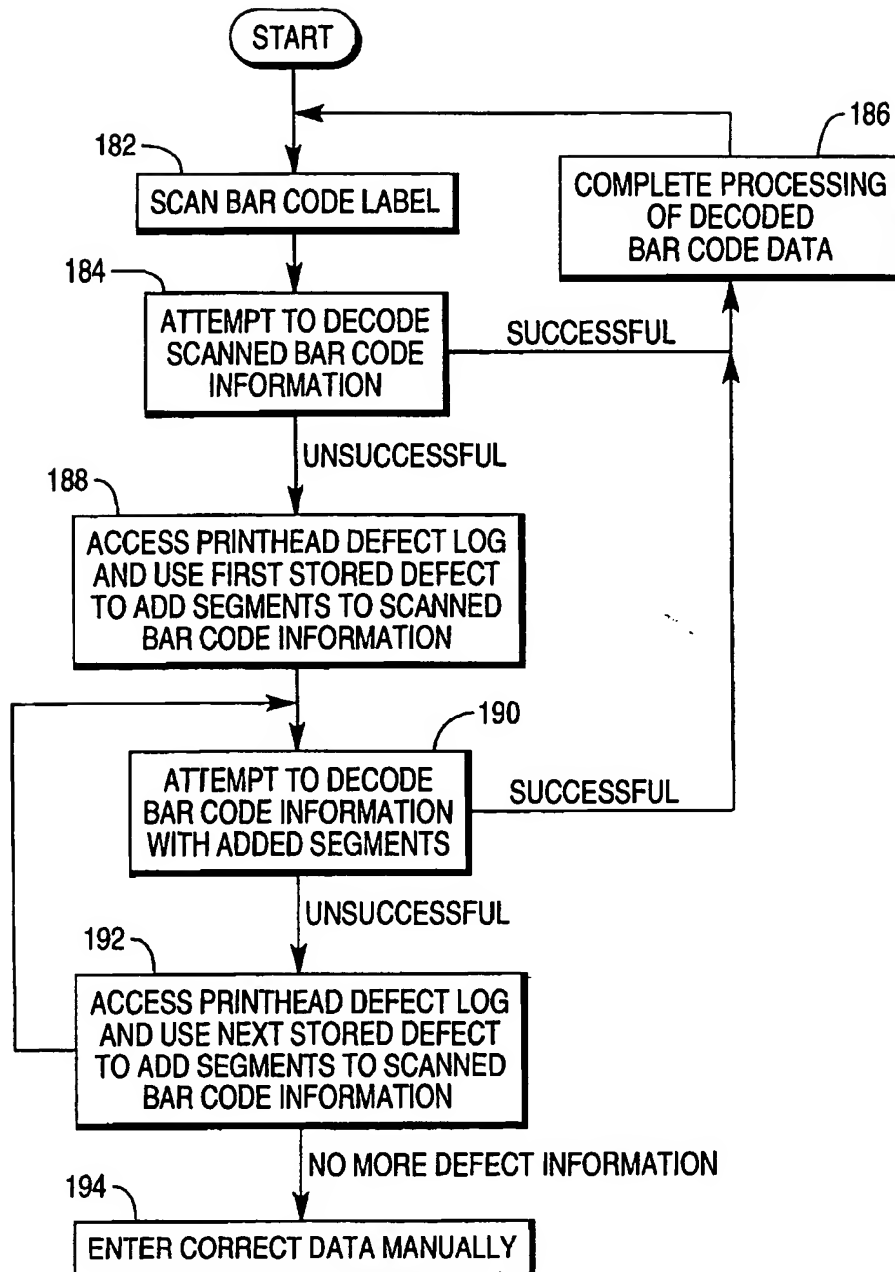 START
182
SCAN BAR CODE LABEL
186
COMPLETE PROCESSING
OF DECODED
BAR CODE DATA
184
ATTEMPT TO DECODE
SCANNED BAR CODE
INFORMATION
SUCCESSFUL
UNSUCCESSFUL
188
ACCESS PRINTHEAD DEFECT LOG
AND USE FIRST STORED DEFECT
TO ADD SEGMENTS TO SCANNED
BAR CODE INFORMATION
190
ATTEMPT TO DECODE
BAR CODE INFORMATION
WITH ADDED SEGMENTS
SUCCESSFUL
UNSUCCESSFUL
192
ACCESS PRINTHEAD DEFECT LOG
AND USE NEXT STORED DEFECT
TO ADD SEGMENTS TO SCANNED
BAR CODE INFORMATION
NO MORE DEFECT INFORMATION
194
ENTER CORRECT DATA MANUALLY